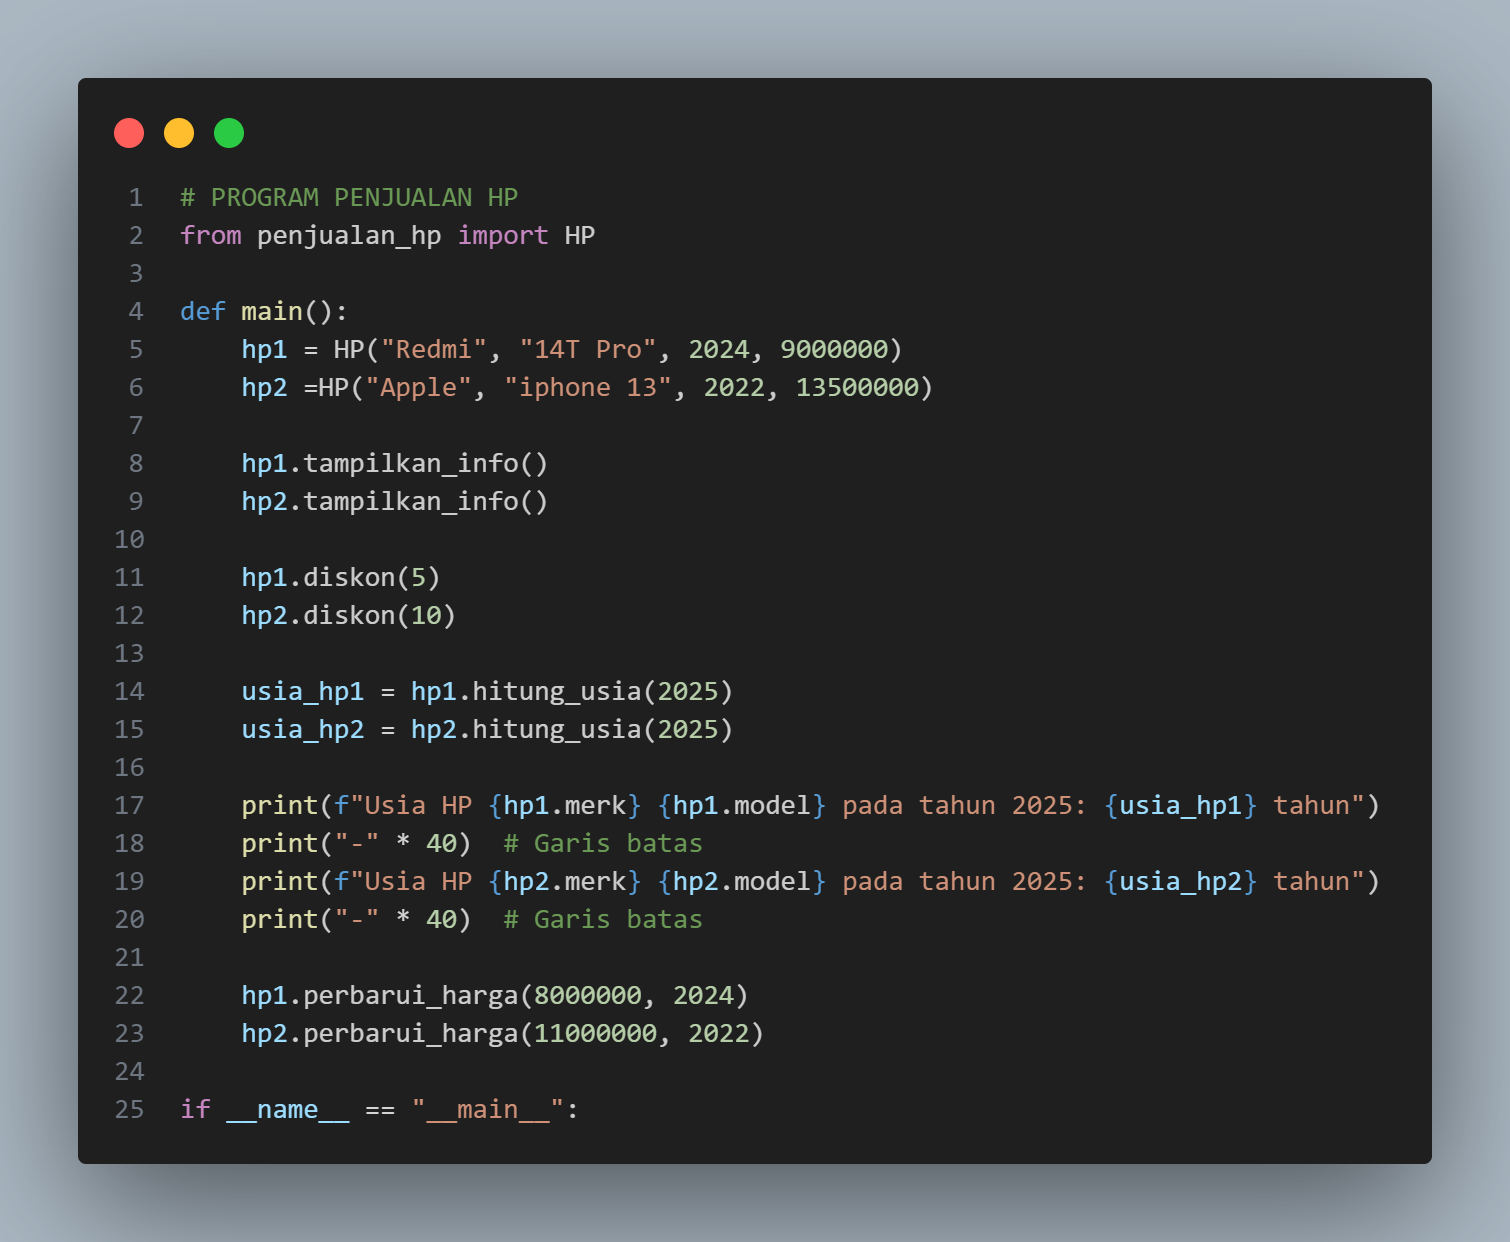 1 # PROGRAM PENJUALAN HP
2 from penjualan_hp import HP
3
4 def main():
5     hp1 = HP("Redmi", "14T Pro", 2024, 9000000)
6     hp2 =HP("Apple", "iphone 13", 2022, 13500000)
7
8     hp1.tampilkan_info()
9     hp2.tampilkan_info()
10
11     hp1.diskon(5)
12     hp2.diskon(10)
13
14     usia_hp1 = hp1.hitung_usia(2025)
15     usia_hp2 = hp2.hitung_usia(2025)
16
17     print(f"Usia HP {hp1.merk} {hp1.model} pada tahun 2025: {usia_hp1} tahun")
18     print("-" * 40)  # Garis batas
19     print(f"Usia HP {hp2.merk} {hp2.model} pada tahun 2025: {usia_hp2} tahun")
20     print("-" * 40)  # Garis batas
21
22     hp1.perbarui_harga(8000000, 2024)
23     hp2.perbarui_harga(11000000, 2022)
24
25 if __name__ == "__main__":